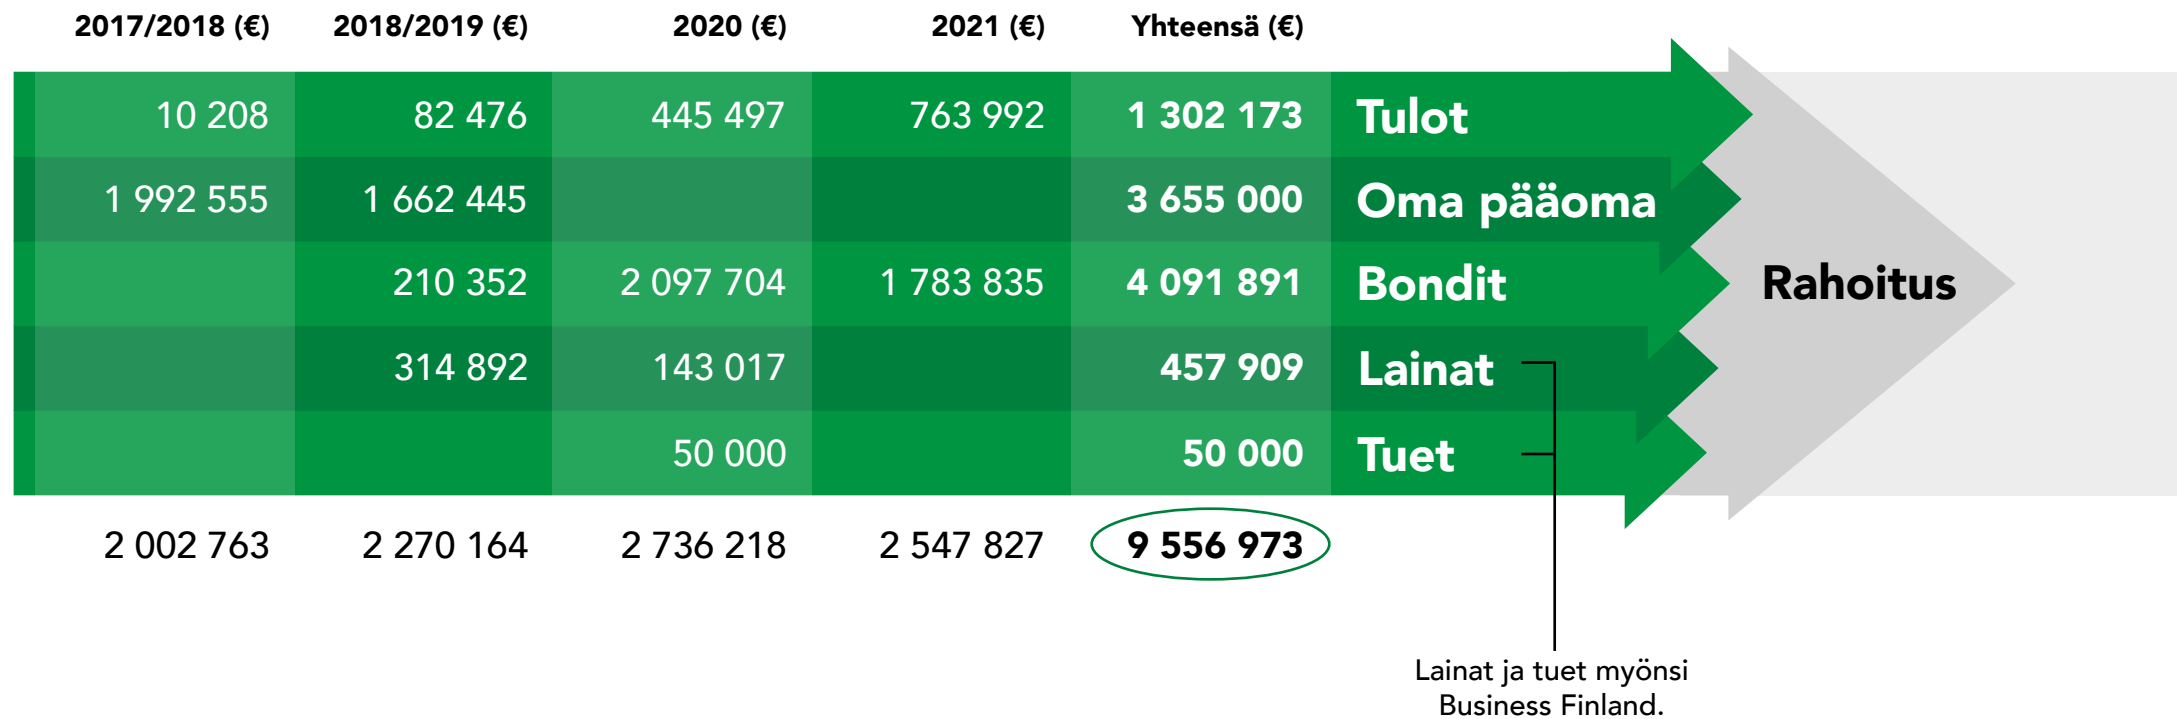 2017/2018 (€) 2018/2019 (€) 2020 (€) 2021 (€) Yhteensä (€)
10 208 82 476 445 497 763 992 1 302 173 Tulot
1 992 555 1 662 445 3 655 000 Oma pääoma
210 352 2 097 704 1 783 835 4 091 891 Bondit Rahoitus
314 892 143 017 457 909 Lainat
50 000 50 000 Tuet
2 002 763 2 270 164 2 736 218 2 547 827 9 556 973
Lainat ja tuet myönsi
Business Finland.